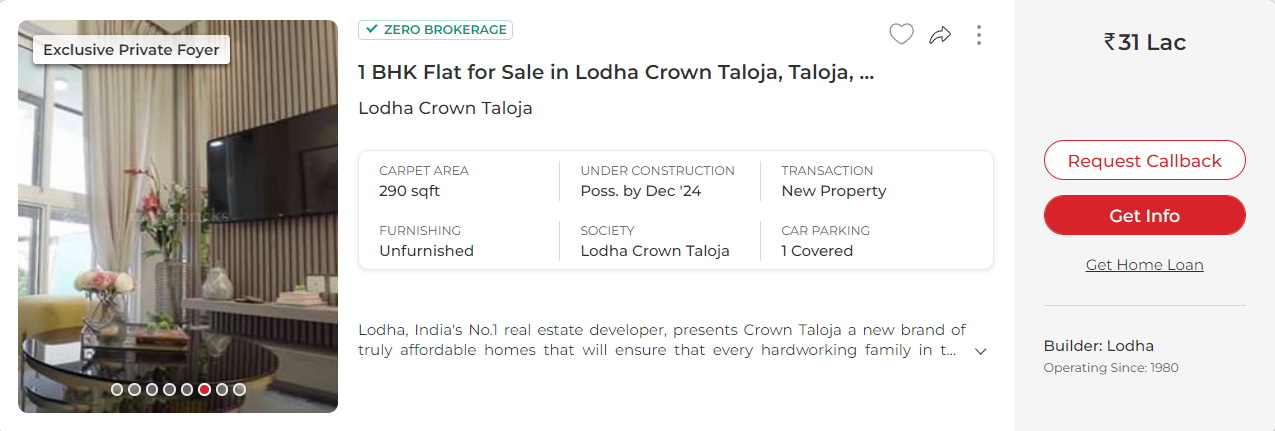 Exclusive Private Foyer
ZERO BROKERAGE
1 BHK Flat for Sale in Lodha Crown Taloja, Taloja, ...
Lodha Crown Taloja
CARPET AREA
290 sqft
UNDER CONSTRUCTION
Poss. by Dec '24
TRANSACTION
New Property
FURNISHING
Unfurnished
SOCIETY
Lodha Crown Taloja
CAR PARKING
1 Covered
Lodha, India's No.1 real estate developer, presents Crown Taloja a new brand of
truly affordable homes that will ensure that every hardworking family in t...
₹31 Lac
Request Callback
Get Info
Get Home Loan
Builder: Lodha
Operating Since: 1980